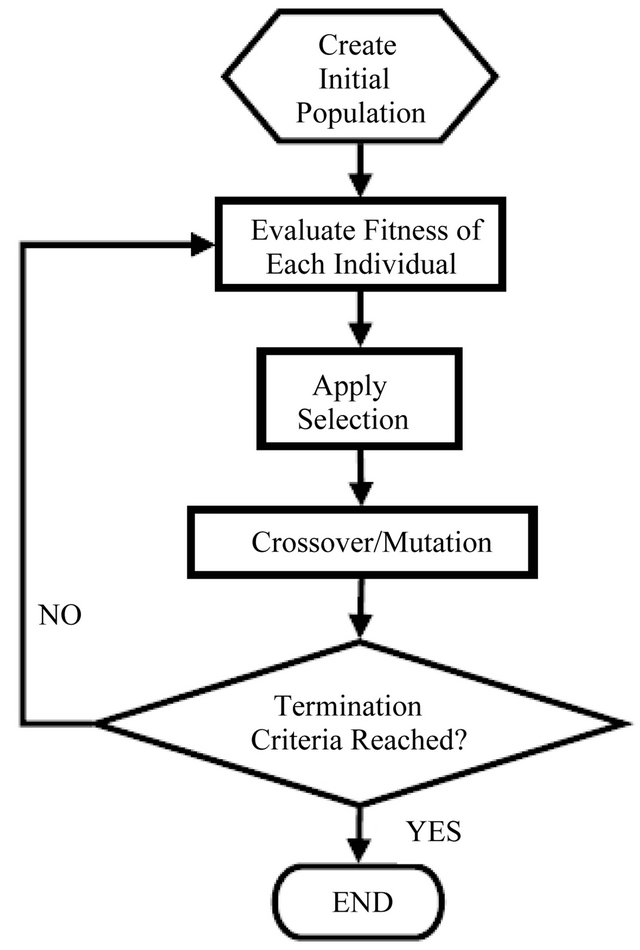 Create
Initial
Population
Evaluate Fitness of
Each Individual
Apply
Selection
Crossover/Mutation
NO
Termination
Criteria Reached?
YES
END